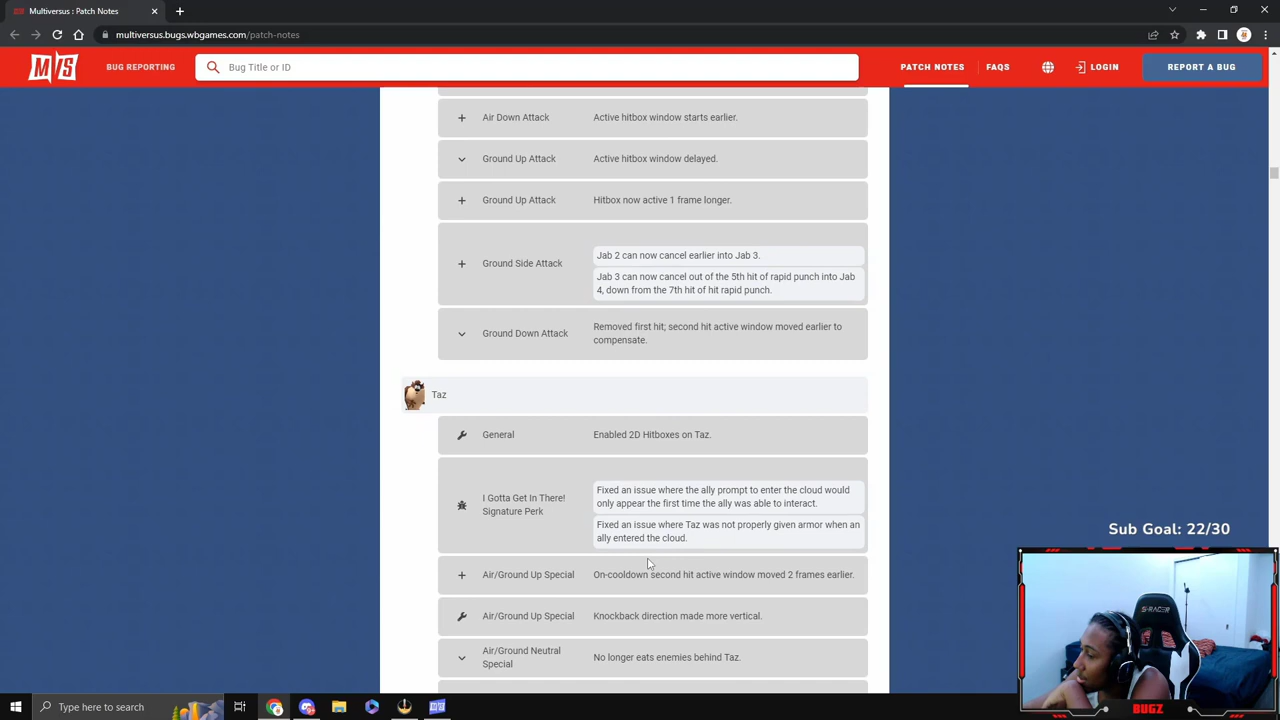 Multiversus : Patch Notes
multiversus.bugs.wbgames.com/patch-notes
MVS
BUG REPORTING
Bug Title or ID
PATCH NOTES
FAQS
LOGIN
REPORT A BUG
Air Down Attack
Active hitbox window starts earlier.
Ground Up Attack
Active hitbox window delayed.
Ground Up Attack
Hitbox now active 1 frame longer.
Ground Side Attack
Jab 2 can now cancel earlier into Jab 3.
Jab 3 can now cancel out of the 5th hit of rapid punch into Jab
4, down from the 7th hit of hit rapid punch.
Ground Down Attack
Removed first hit; second hit active window moved earlier to
compensate.
Taz
General
Enabled 2D Hitboxes on Taz.
I Gotta Get In There!
Signature Perk
Fixed an issue where the ally prompt to enter the cloud would
only appear the first time the ally was able to interact.
Fixed an issue where Taz was not properly given armor when an
ally entered the cloud.
Air/Ground Up Special
On-cooldown second hit active window moved 2 frames earlier.
Air/Ground Up Special
Knockback direction made more vertical.
Air/Ground Neutral
Special
No longer eats enemies behind Taz.
Sub Goal: 22/30
S-RACER
BUGZ
Type here to search